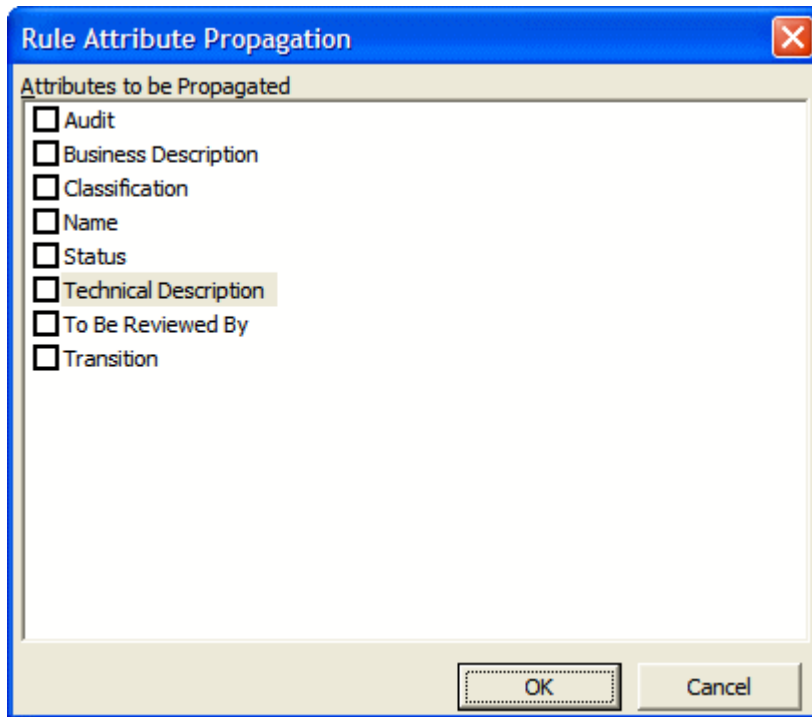 Rule Attribute Propagation
Attributes to be Propagated
Audit
Business Description
Classification
Name
Status
Technical Description
To Be Reviewed By
Transition
OK
Cancel